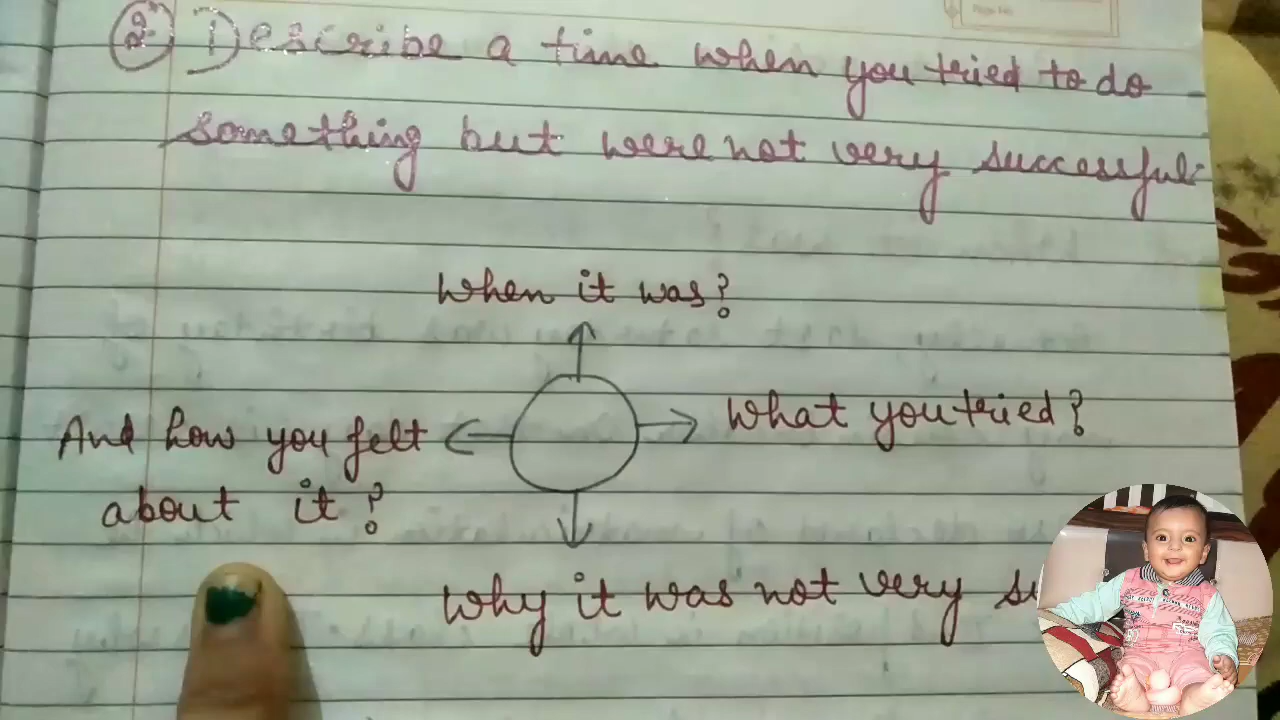 2 Describe a time when you tried to do
something but were not very successful.
When it was?
What you tried?
And how you felt
about it?
Why it was not very